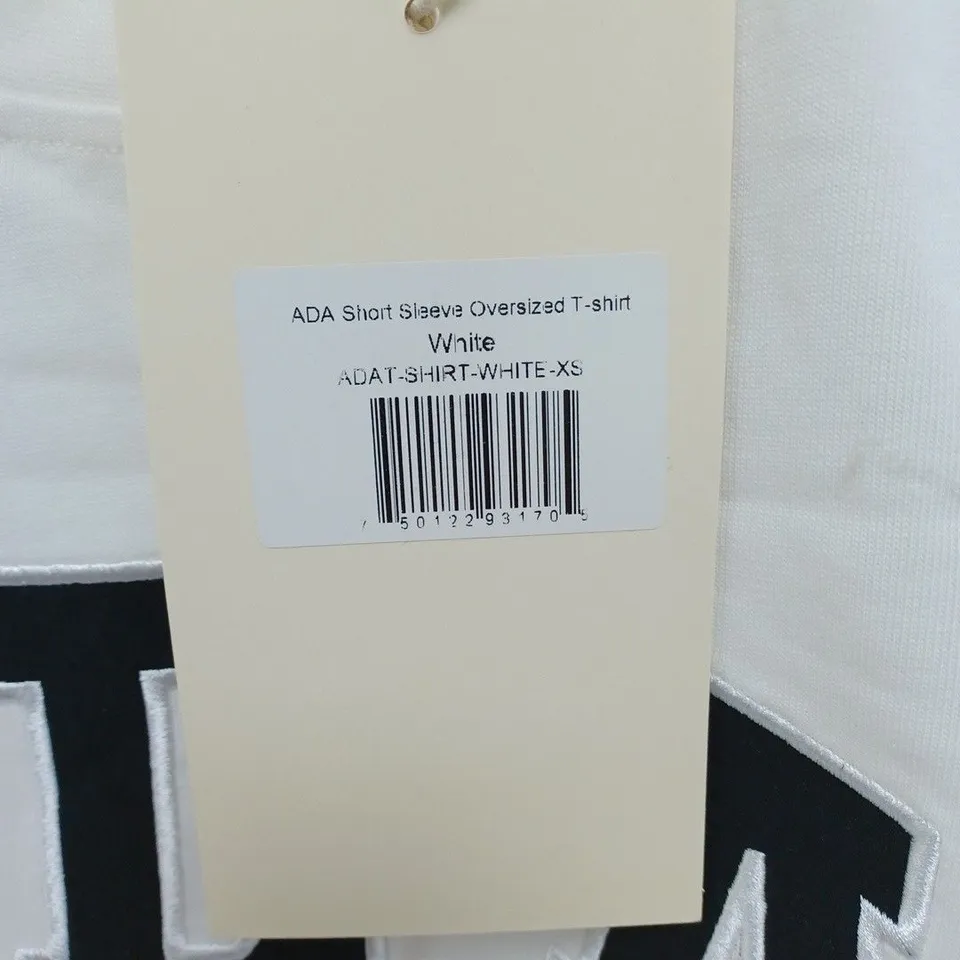 ADA Short Sleeve Oversized T-shirt
White
ADAT-SHIRT-WHITE-XS
7 50122 93170 5